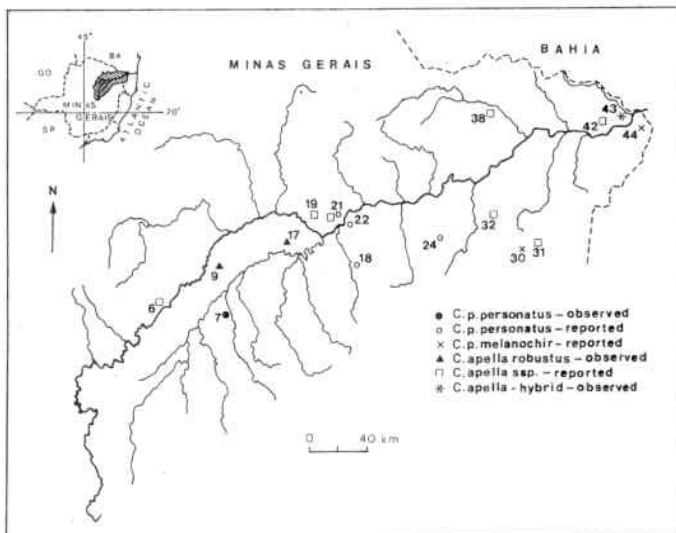 45°
BA
GO
MINAS
GERAIS
SP
ATLANTIC
OCEAN
20°
MINAS GERAIS
BAHIA
N
38
43
42
44
19
21
22
17
32
24
18
30
31
9
6
7
C.p.personatus – observed
C.p.personatus – reported
C.p.melanochir – reported
C.apella robustus – observed
C.apella ssp. – reported
C.apella - hybrid – observed
0 40 km